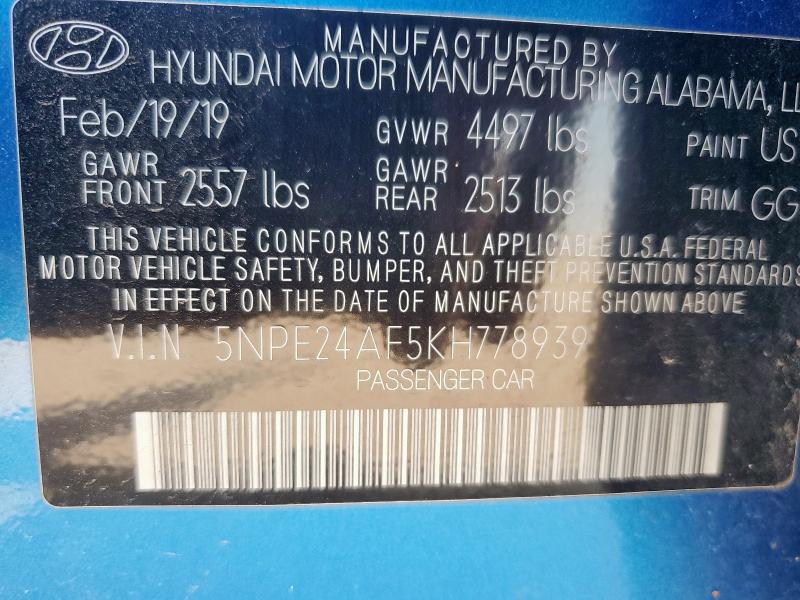 MANUFACTURED BY
HYUNDAI MOTOR MANUFACTURING ALABAMA, LL
Feb/19/19 GVWR 4497 lbs PAINT US
GAWR FRONT 2557 lbs GAWR REAR 2513 lbs TRIM GG
THIS VEHICLE CONFORMS TO ALL APPLICABLE U.S.A. FEDERAL
MOTOR VEHICLE SAFETY, BUMPER, AND THEFT PREVENTION STANDARDS
IN EFFECT ON THE DATE OF MANUFACTURE SHOWN ABOVE
V.I.N 5NPE24AF5KH778939
PASSENGER CAR